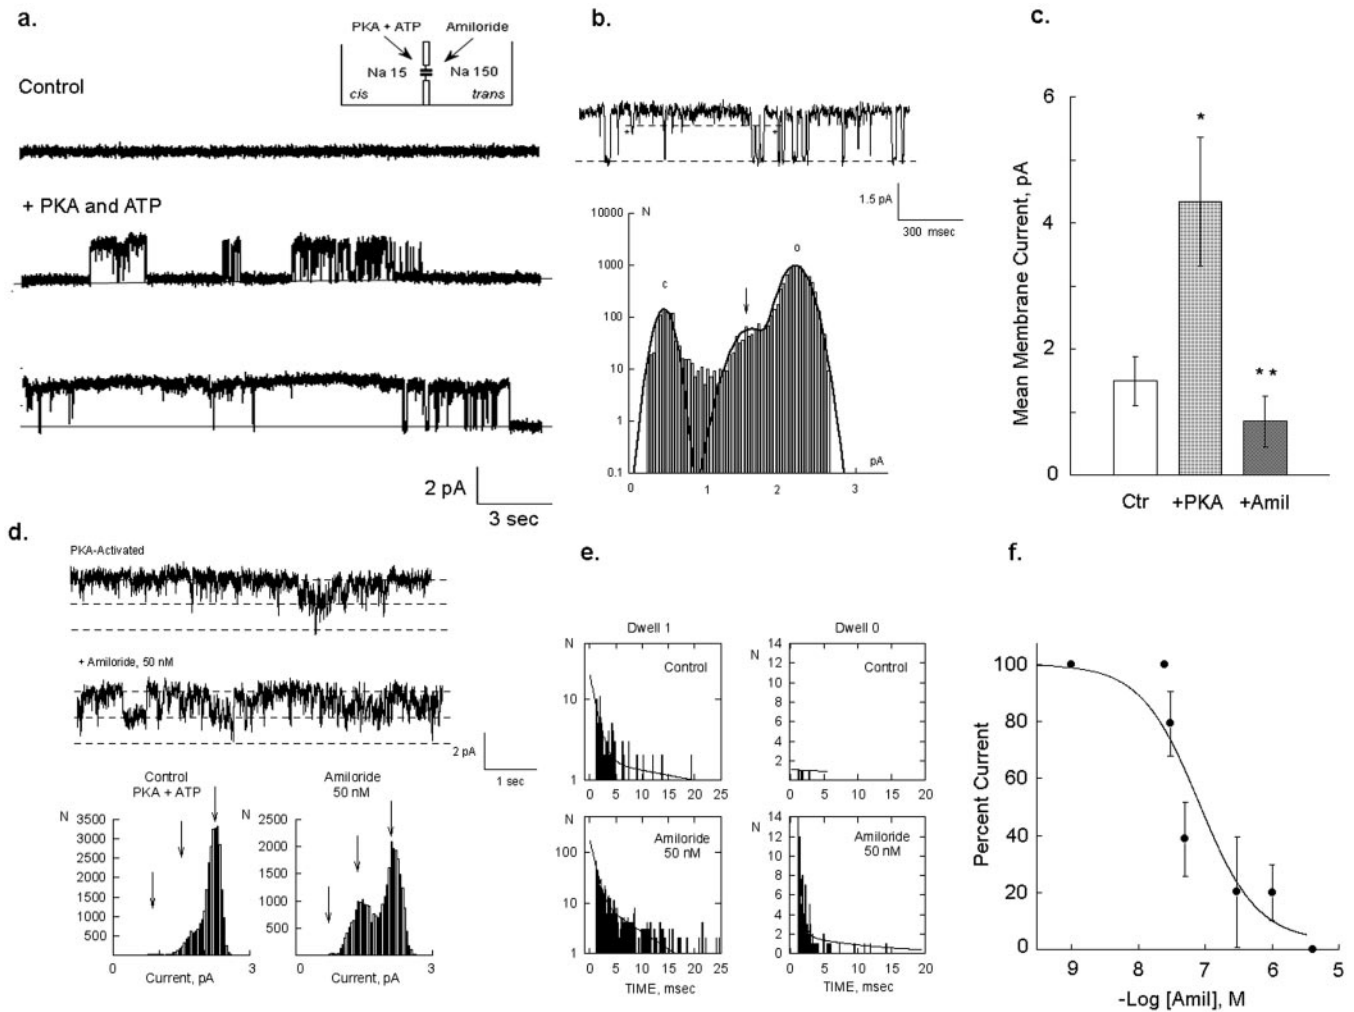 a.
PKA + ATP Amiloride
Na 15 Na 150
cis trans
Control
+ PKA and ATP
2 pA
3 sec
b.
1.5 pA
300 msec
N
10000
1000
100
10
1
0.1
c
o
pA
0 1 2 3
c.
Mean Membrane Current, pA
6
4
2
0
*
* *
Ctr +PKA +Amil
d.
PKA-Activated
+ Amiloride, 50 nM
2 pA
1 sec
Control
PKA + ATP
N
3500
3000
2500
2000
1500
1000
500
0 3
Current, pA
Amiloride
50 nM
N
2500
2000
1500
1000
500
0 3
Current, pA
e.
Dwell 1
N
Control
10
1
0 5 10 15 20 25
Dwell 0
N
Control
14
12
10
8
6
4
2
0 5 10 15 20 25
N
Amiloride
50 nM
100
10
1
0 5 10 15 20 25
TIME, msec
N
Amiloride
50 nM
14
12
10
8
6
4
2
0
0 5 10 15 20
TIME, msec
f.
Percent Current
100
80
60
40
20
0
9 8 7 6 5
-Log [Amil], M